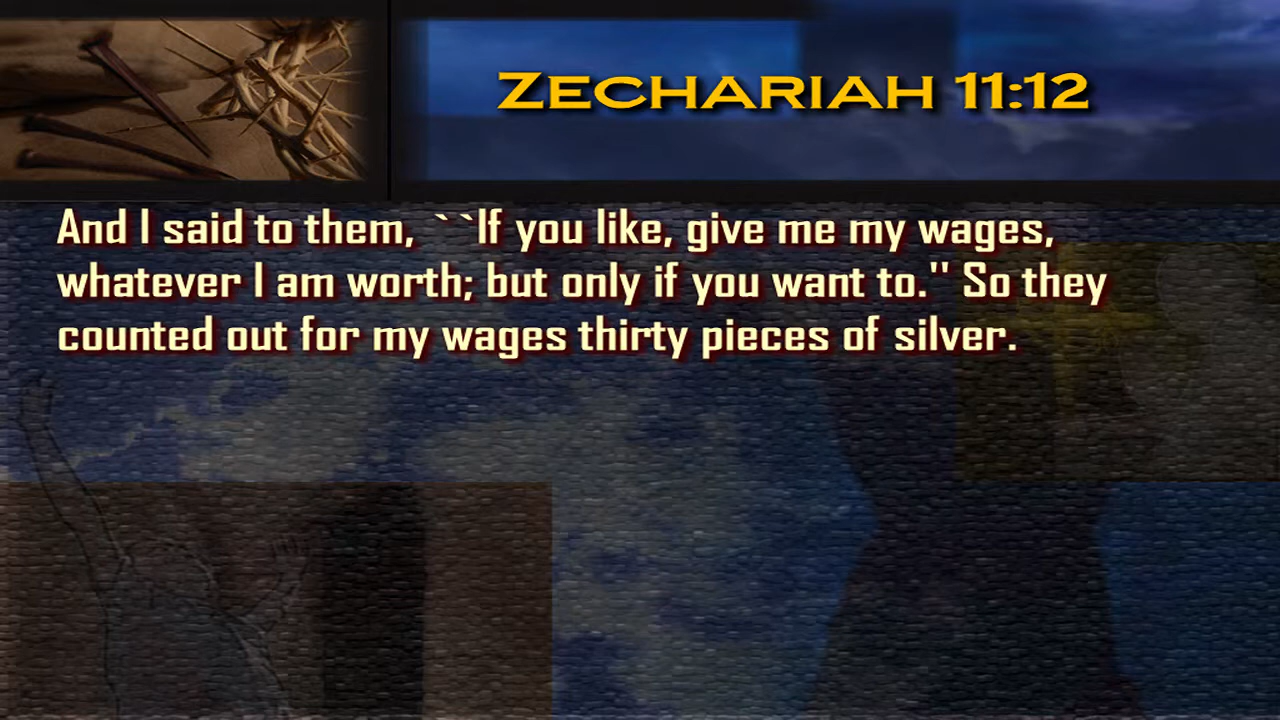 ZECHARIAH 11:12
And I said to them, ``If you like, give me my wages,
whatever I am worth; but only if you want to.'' So they
counted out for my wages thirty pieces of silver.